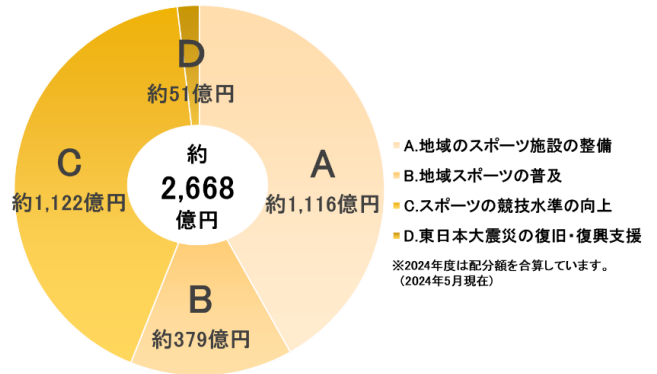 D
約51億円
A
約1,116億円
B
約379億円
C
約1,122億円
約
2,668
億円
A.地域のスポーツ施設の整備
B.地域スポーツの普及
C.スポーツの競技水準の向上
D.東日本大震災の復旧・復興支援
※2024年度は配分額を合算しています。
（2024年5月現在）